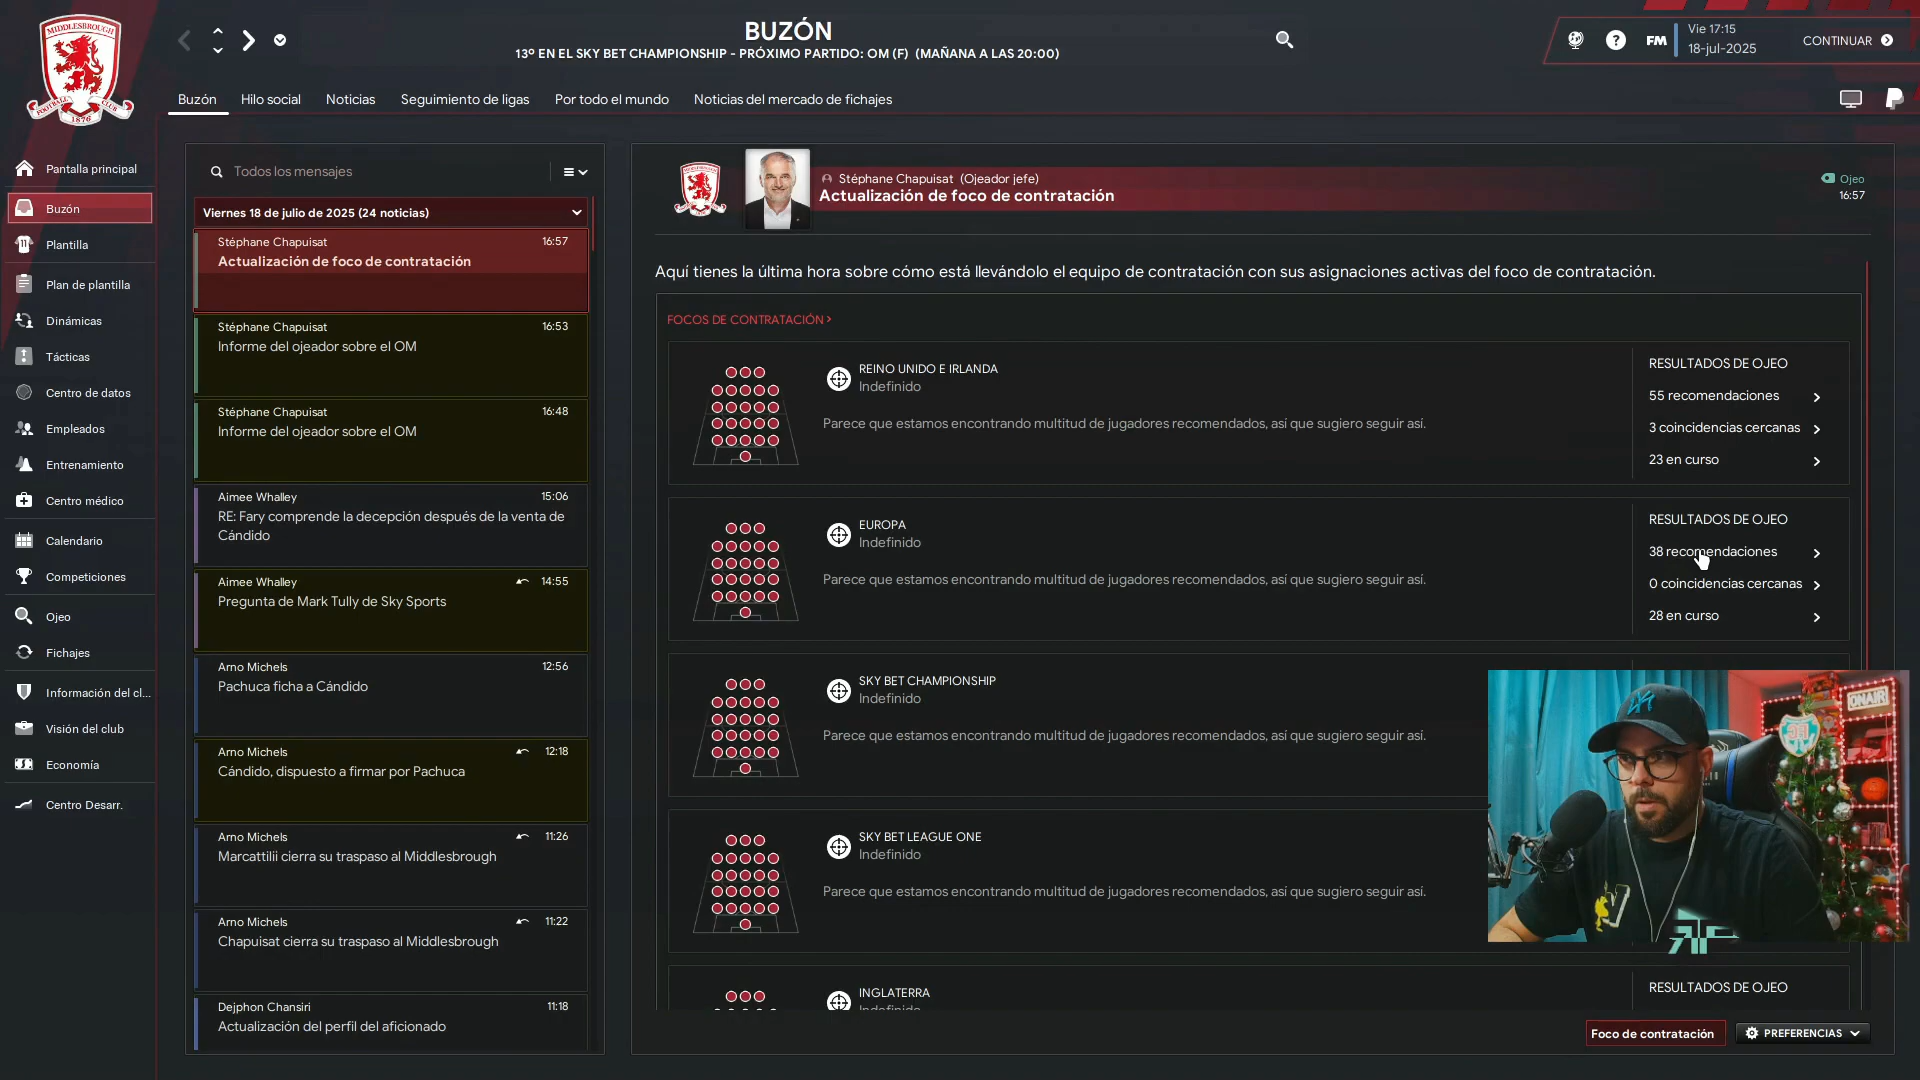 MIDDLESBROUGH
FOOTBALL CLUB
1876
BUZÓN
13º EN EL SKY BET CHAMPIONSHIP - PRÓXIMO PARTIDO: OM (F) (MAÑANA A LAS 20:00)
FM
Vie 17:15
18-jul-2025
CONTINUAR
Buzón
Hilo social
Noticias
Seguimiento de ligas
Por todo el mundo
Noticias del mercado de fichajes
Pantalla principal
Buzón
Plantilla
Plan de plantilla
Dinámicas
Tácticas
Centro de datos
Empleados
Entrenamiento
Centro médico
Calendario
Competiciones
Ojeo
Fichajes
Información del cl...
Visión del club
Economía
Centro Desarr.
Todos los mensajes
Viernes 18 de julio de 2025 (24 noticias)
Stéphane Chapuisat 16:57
Actualización de foco de contratación
Stéphane Chapuisat 16:53
Informe del ojeador sobre el OM
Stéphane Chapuisat 16:48
Informe del ojeador sobre el OM
Aimee Whalley 15:06
RE: Fary comprende la decepción después de la venta de
Cándido
Aimee Whalley 14:55
Pregunta de Mark Tully de Sky Sports
Arno Michels 12:56
Pachuca ficha a Cándido
Arno Michels 12:18
Cándido, dispuesto a firmar por Pachuca
Arno Michels 11:26
Marcattilii cierra su traspaso al Middlesbrough
Arno Michels 11:22
Chapuisat cierra su traspaso al Middlesbrough
Dejphon Chansiri 11:18
Actualización del perfil del aficionado
Stéphane Chapuisat (Ojeador jefe)
Actualización de foco de contratación
Ojeo
16:57
Aquí tienes la última hora sobre cómo está llevándolo el equipo de contratación con sus asignaciones activas del foco de contratación.
FOCOS DE CONTRATACIÓN >
REINO UNIDO E IRLANDA
Indefinido
Parece que estamos encontrando multitud de jugadores recomendados, así que sugiero seguir así.
RESULTADOS DE OJEO
55 recomendaciones
3 coincidencias cercanas
23 en curso
EUROPA
Indefinido
Parece que estamos encontrando multitud de jugadores recomendados, así que sugiero seguir así.
RESULTADOS DE OJEO
38 recomendaciones
0 coincidencias cercanas
28 en curso
SKY BET CHAMPIONSHIP
Indefinido
Parece que estamos encontrando multitud de jugadores recomendados, así que sugiero seguir así.
SKY BET LEAGUE ONE
Indefinido
Parece que estamos encontrando multitud de jugadores recomendados, así que sugiero seguir así.
INGLATERRA
Indefinido
RESULTADOS DE OJEO
ON AIR
Foco de contratación
PREFERENCIAS